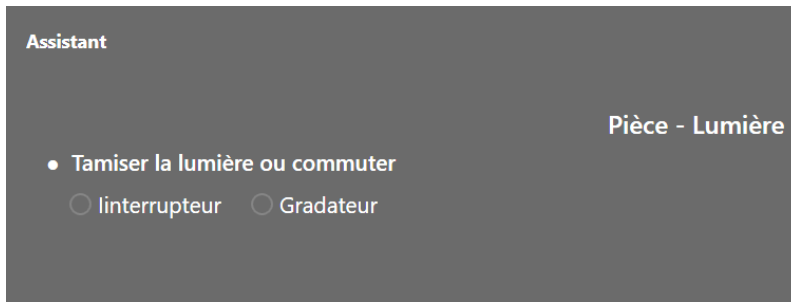 Assistant
Pièce - Lumière
• Tamiser la lumière ou commuter
Iinterrupteur Gradateur